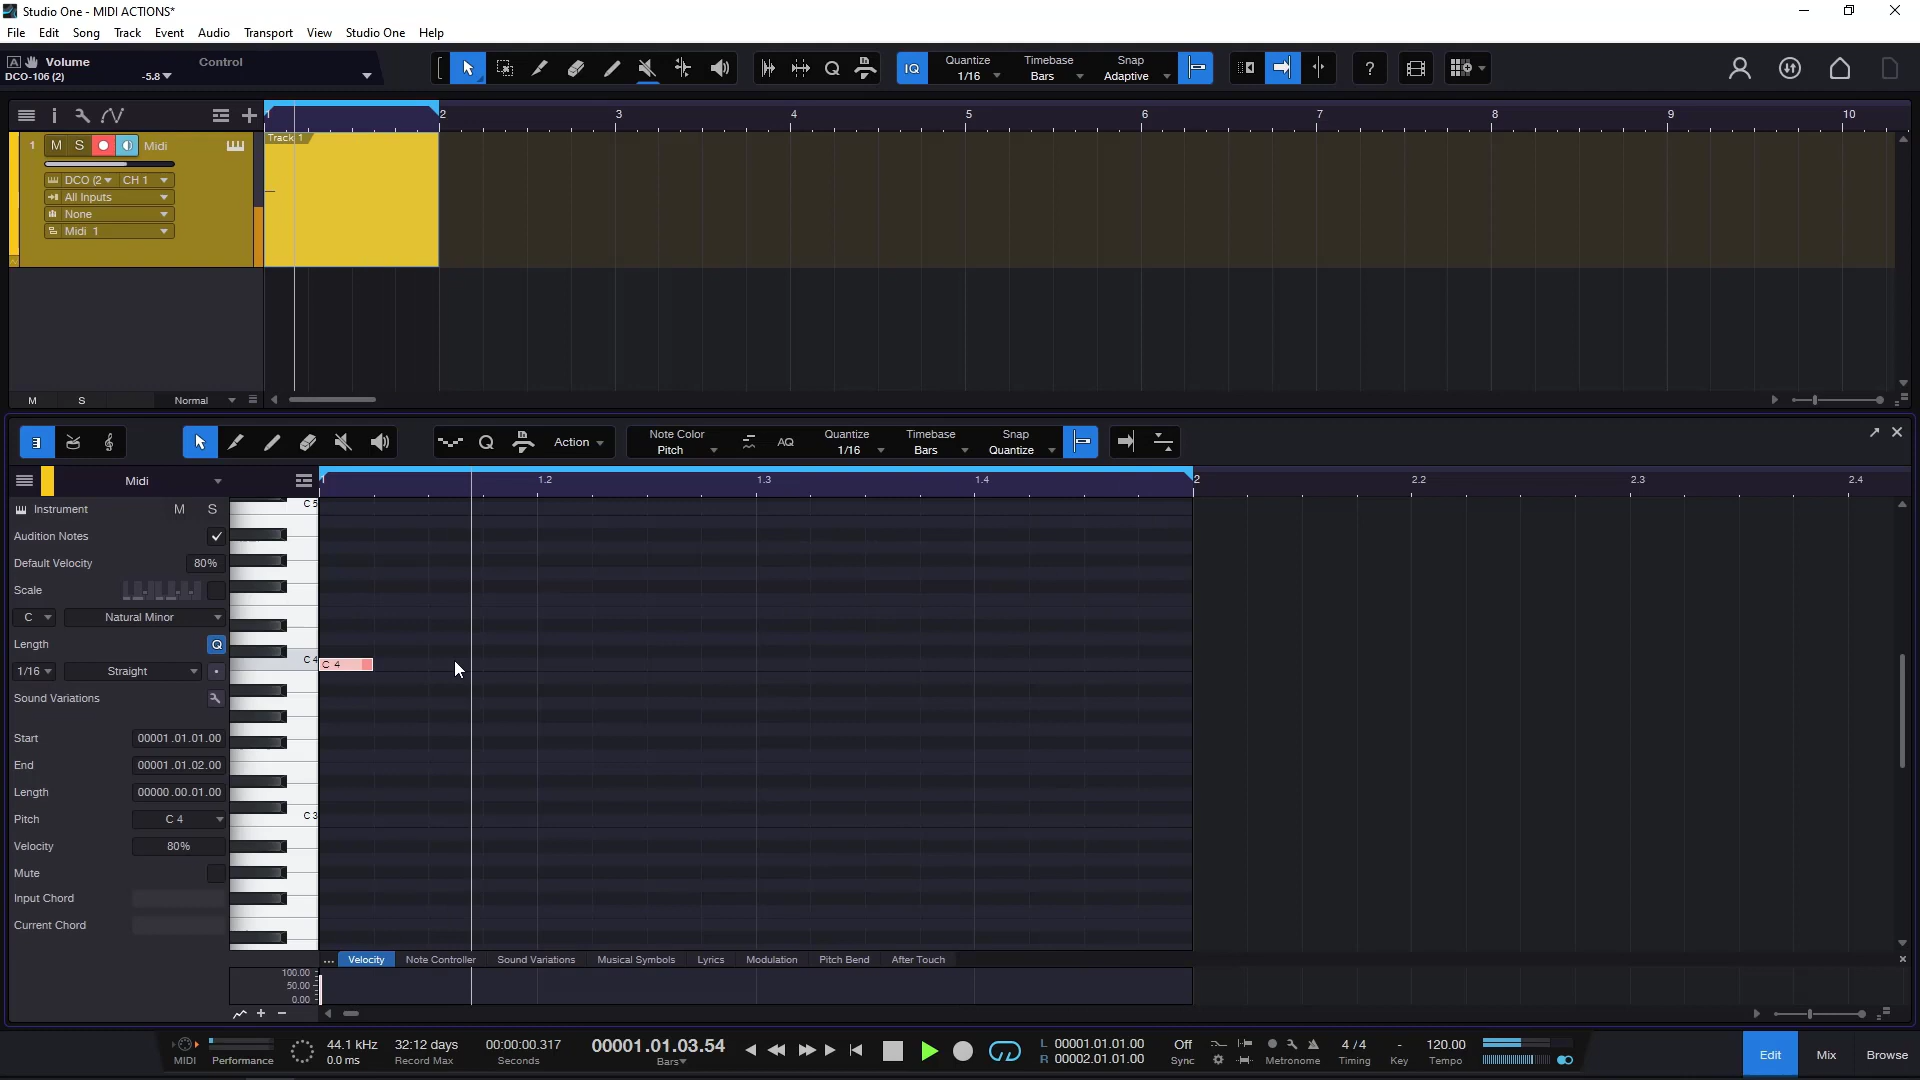 Studio One - MIDI ACTIONS*
File Edit Song Track Event Audio Transport View Studio One Help
Volume Control
DCO-106 (2) -5.8
IQ Quantize 1/16 Timebase Bars Snap Adaptive
?
1 2 3 4 5 6 7 8 9 10
1 M S Midi
Track 1
DCO (2 CH 1
All Inputs
None
Midi 1
M S Normal
Action Note Color Pitch AQ Quantize 1/16 Timebase Bars Snap Quantize
Midi
1.2 1.3 1.4 2 2.2 2.3 2.4
Instrument M S
C 5
Audition Notes
Default Velocity 80%
Scale
C Natural Minor
Length Q
C 4
C 4
1/16 Straight
Sound Variations
Start 00001.01.01.00
End 00001.01.02.00
Length 00000.00.01.00
Pitch C 4
C 3
Velocity 80%
Mute
Input Chord
Current Chord
... Velocity Note Controller Sound Variations Musical Symbols Lyrics Modulation Pitch Bend After Touch
100.00
50.00
0.00
MIDI Performance
44.1 kHz
0.0 ms
32:12 days
Record Max
00:00:00.317
Seconds
00001.01.03.54
Bars
L 00001.01.01.00
R 00002.01.01.00
Off
Sync
Metronome
4 / 4
Timing
-
Key
120.00
Tempo
Edit Mix Browse